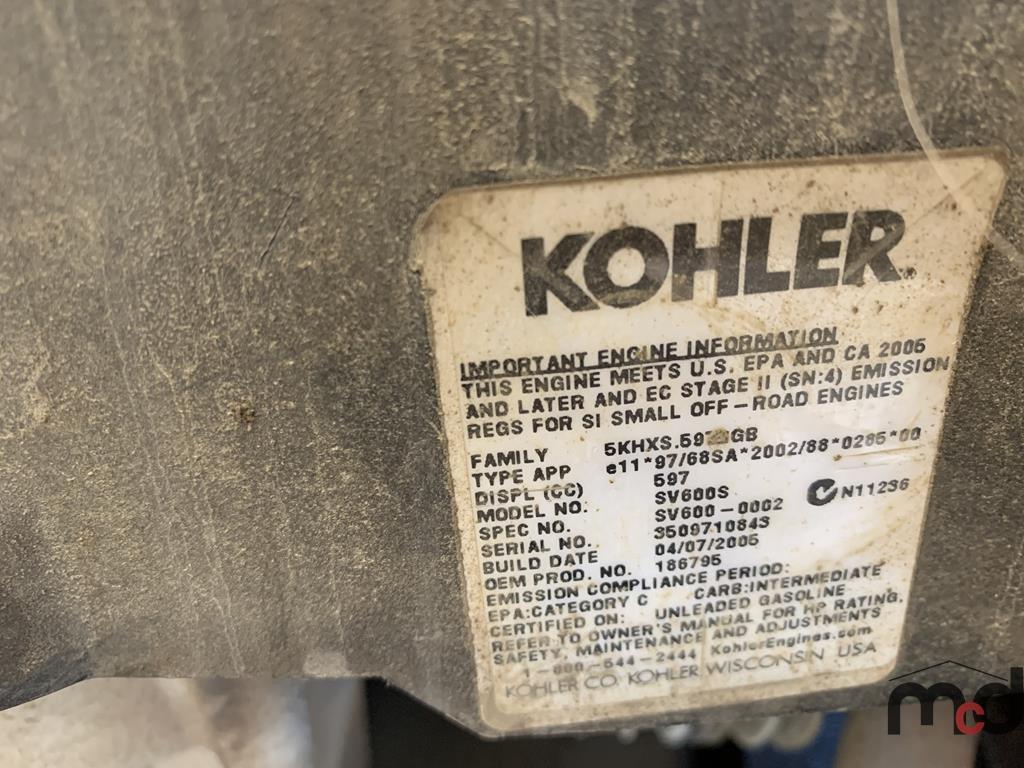 KOHLER.
IMPORTANT ENGINE INFORMATION
THIS ENGINE MEETS U.S. EPA AND CA 2005
AND LATER AND EC STAGE II (SN:4) EMISSION
REGS FOR SI SMALL OFF-ROAD ENGINES
FAMILY
TYPE APP e11*97/68SA*2002/88*0285*00
DISPL (CC) 597
MODEL NO. SV600S N11236
SPEC NO. SV600-0002
SERIAL NO. 3509710843
BUILD DATE 04/07/2005
OEM PROD. NO. 186795
EMISSION COMPLIANCE PERIOD:
EPA:CATEGORY C CARB:INTERMEDIATE
CERTIFIED ON: UNLEADED GASOLINE
REFER TO OWNER'S MANUAL FOR HP RATING,
SAFETY, MAINTENANCE AND ADJUSTMENTS
1-800-544-2444 KohlerEngines.com
KOHLER CO. KOHLER WISCONSIN USA
mcd